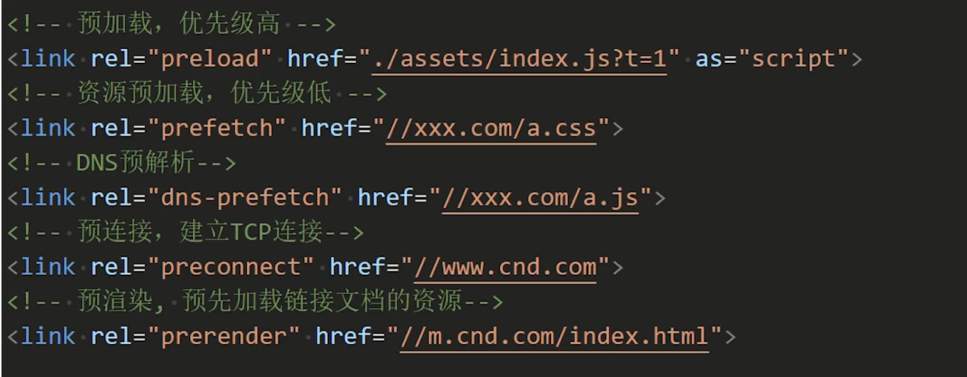 <!-- 预加载，优先级高 -->
<link rel="preload" href="./assets/index.js?t=1" as="script">
<!-- 资源预加载，优先级低 -->
<link rel="prefetch" href="//xxx.com/a.css">
<!-- DNS预解析-->
<link rel="dns-prefetch" href="//xxx.com/a.js">
<!-- 预连接，建立TCP连接-->
<link rel="preconnect" href="//www.cnd.com">
<!-- 预渲染, 预先加载链接文档的资源-->
<link rel="prerender" href="//m.cnd.com/index.html">